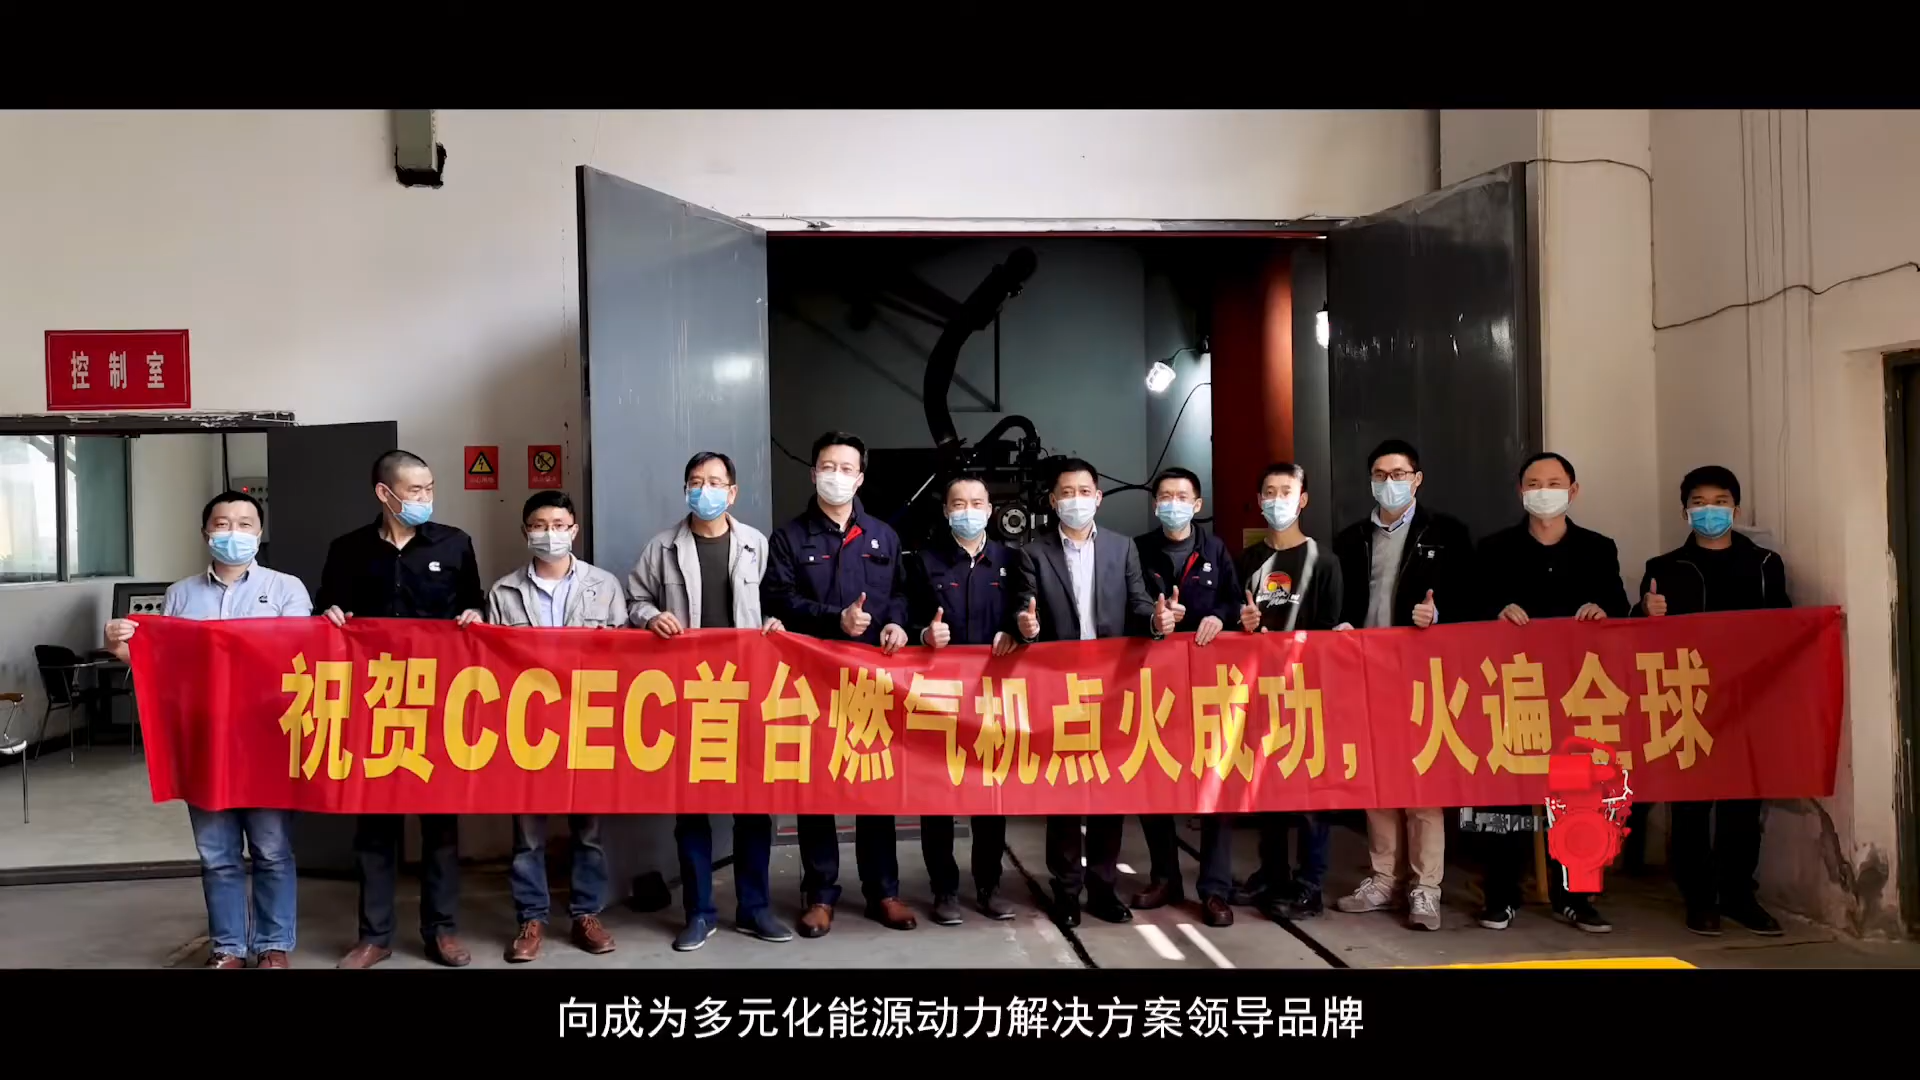 控制室
祝贺CCEC首台燃气机点火成功，火遍全球
向成为多元化能源动力解决方案领导品牌